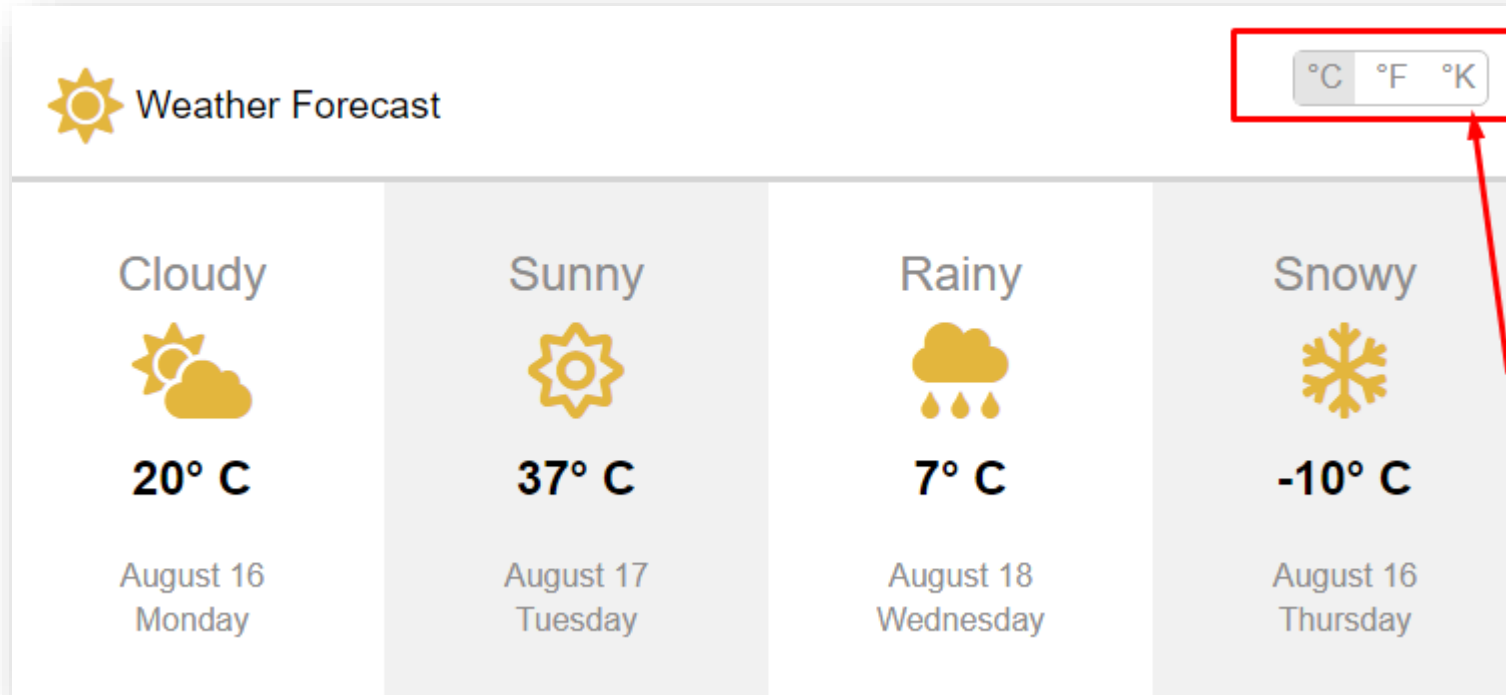 Weather Forecast
°C °F °K
Cloudy
20° C
August 16
Monday
Sunny
37° C
August 17
Tuesday
Rainy
7° C
August 18
Wednesday
Snowy
-10° C
August 16
Thursday